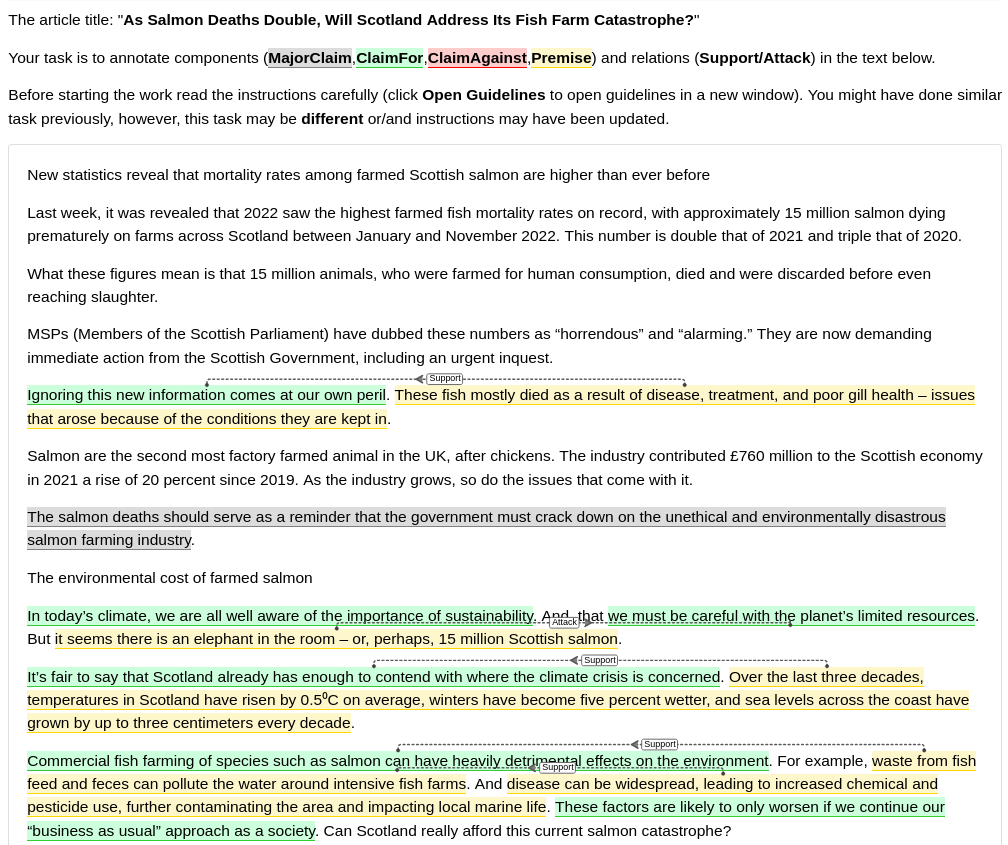 The article title: "As Salmon Deaths Double, Will Scotland Address Its Fish Farm Catastrophe?"
Your task is to annotate components (MajorClaim,ClaimFor,ClaimAgainst,Premise) and relations (Support/Attack) in the text below.
Before starting the work read the instructions carefully (click Open Guidelines to open guidelines in a new window). You might have done similar
task previously, however, this task may be different or/and instructions may have been updated.
New statistics reveal that mortality rates among farmed Scottish salmon are higher than ever before
Last week, it was revealed that 2022 saw the highest farmed fish mortality rates on record, with approximately 15 million salmon dying
prematurely on farms across Scotland between January and November 2022. This number is double that of 2021 and triple that of 2020.
What these figures mean is that 15 million animals, who were farmed for human consumption, died and were discarded before even
reaching slaughter.
MSPs (Members of the Scottish Parliament) have dubbed these numbers as “horrendous” and “alarming.” They are now demanding
immediate action from the Scottish Government, including an urgent inquest.
Support
Ignoring this new information comes at our own peril. These fish mostly died as a result of disease, treatment, and poor gill health – issues
that arose because of the conditions they are kept in.
Salmon are the second most factory farmed animal in the UK, after chickens. The industry contributed £760 million to the Scottish economy
in 2021 a rise of 20 percent since 2019. As the industry grows, so do the issues that come with it.
The salmon deaths should serve as a reminder that the government must crack down on the unethical and environmentally disastrous
salmon farming industry.
The environmental cost of farmed salmon
In today’s climate, we are all well aware of the importance of sustainability. And that we must be careful with the planet’s limited resources.
Attack
But it seems there is an elephant in the room – or, perhaps, 15 million Scottish salmon.
Support
It’s fair to say that Scotland already has enough to contend with where the climate crisis is concerned. Over the last three decades,
temperatures in Scotland have risen by 0.5⁰C on average, winters have become five percent wetter, and sea levels across the coast have
grown by up to three centimeters every decade.
Support
Commercial fish farming of species such as salmon can have heavily detrimental effects on the environment. For example, waste from fish
Support
feed and feces can pollute the water around intensive fish farms. And disease can be widespread, leading to increased chemical and
pesticide use, further contaminating the area and impacting local marine life. These factors are likely to only worsen if we continue our
“business as usual” approach as a society. Can Scotland really afford this current salmon catastrophe?